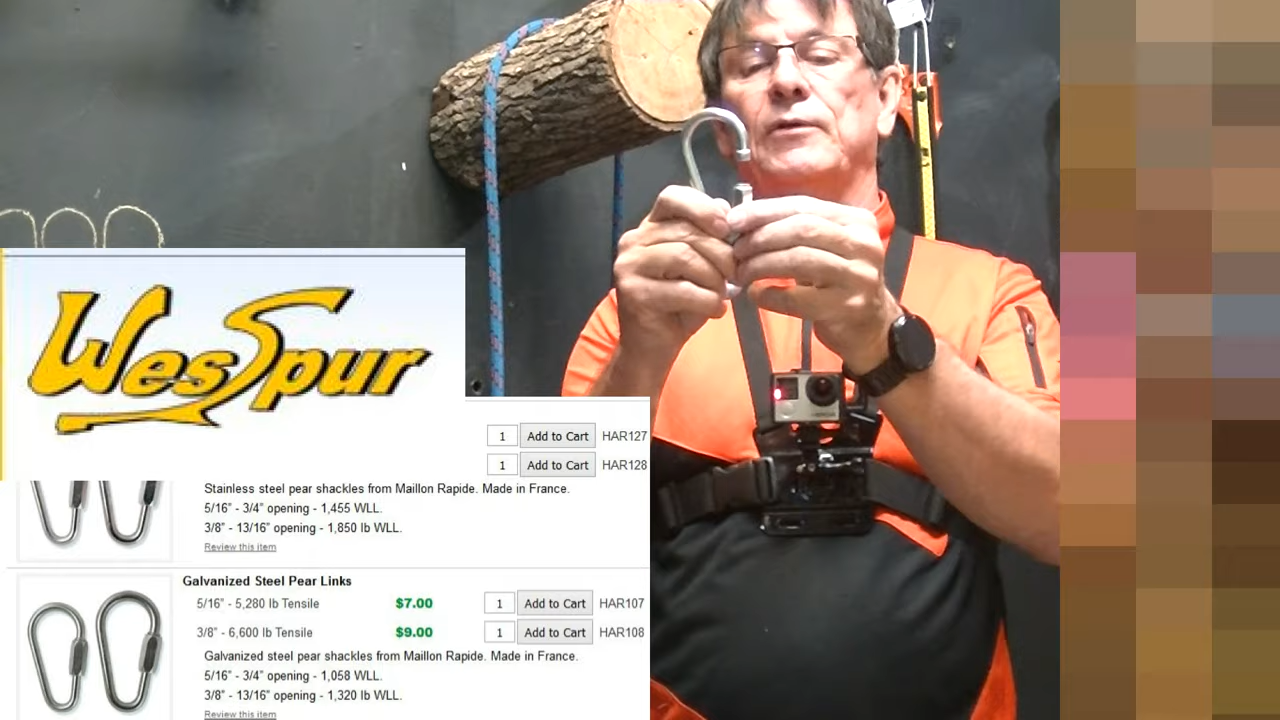 WesSpur
1 Add to Cart HAR127
1 Add to Cart HAR128
Stainless steel pear shackles from Maillon Rapide. Made in France.
5/16" - 3/4" opening - 1,455 WLL.
3/8" - 13/16" opening - 1,850 lb WLL.
Review this item
Galvanized Steel Pear Links
5/16" - 5,280 lb Tensile $7.00 1 Add to Cart HAR107
3/8" - 6,600 lb Tensile $9.00 1 Add to Cart HAR108
Galvanized steel pear shackles from Maillon Rapide. Made in France.
5/16" - 3/4" opening - 1,058 WLL.
3/8" - 13/16" opening - 1,320 lb WLL.
Review this item